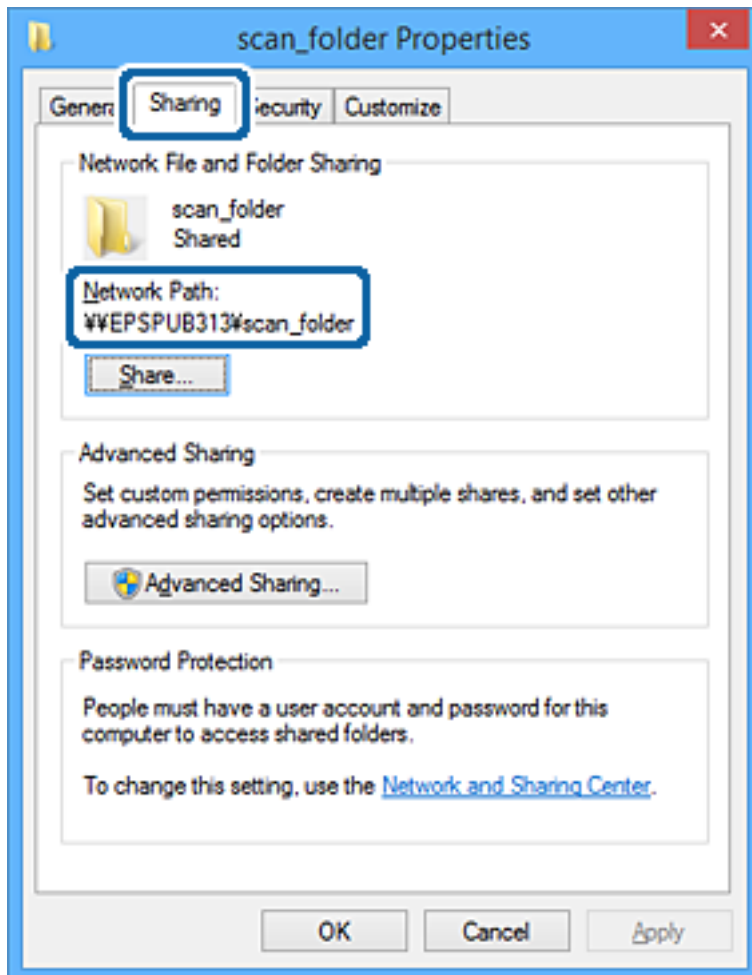 scan_folder Properties
Sharing Security Customize
Network File and Folder Sharing
scan_folder
Shared
Network Path:
¥¥EPSPUB313¥scan_folder
Share...
Advanced Sharing
Set custom permissions, create multiple shares, and set other
advanced sharing options.
Advanced Sharing...
Password Protection
People must have a user account and password for this
computer to access shared folders.
To change this setting, use the Network and Sharing Center.
OK Cancel Apply